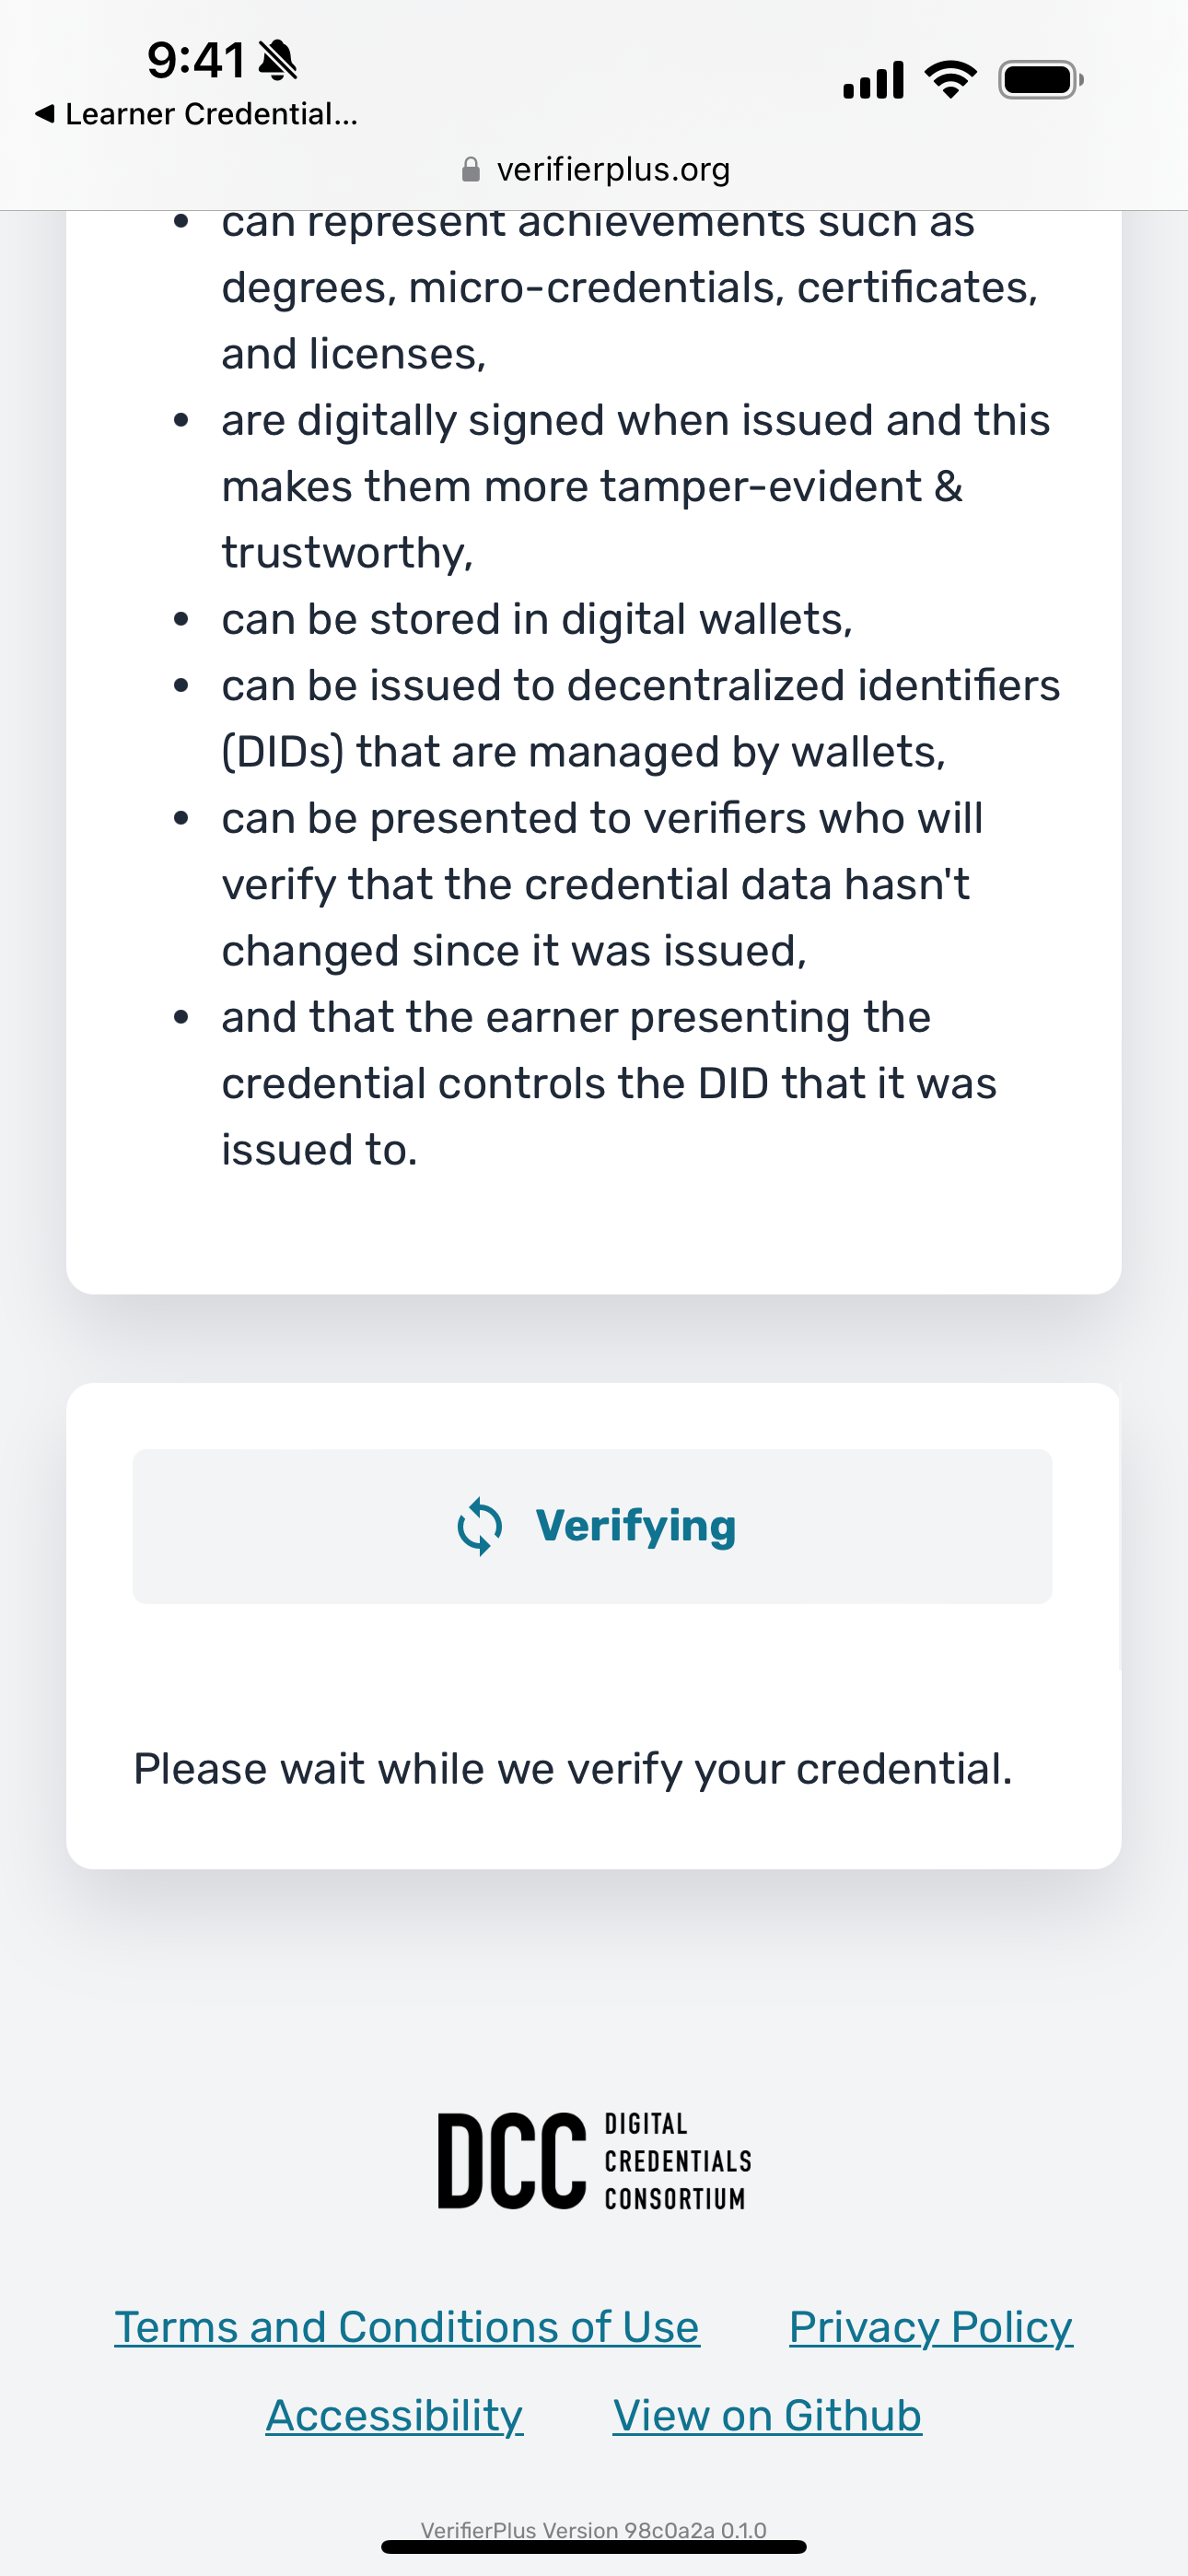 9:41
Learner Credential...
verifierplus.org
can represent achievements such as
degrees, micro-credentials, certificates,
and licenses,
are digitally signed when issued and this
makes them more tamper-evident &
trustworthy,
can be stored in digital wallets,
can be issued to decentralized identifiers
(DIDs) that are managed by wallets,
can be presented to verifiers who will
verify that the credential data hasn't
changed since it was issued,
and that the earner presenting the
credential controls the DID that it was
issued to.
Verifying
Please wait while we verify your credential.
DCC DIGITAL
CREDENTIALS
CONSORTIUM
Terms and Conditions of Use Privacy Policy
Accessibility View on Github
VerifierPlus Version 98c0a2a 0.1.0